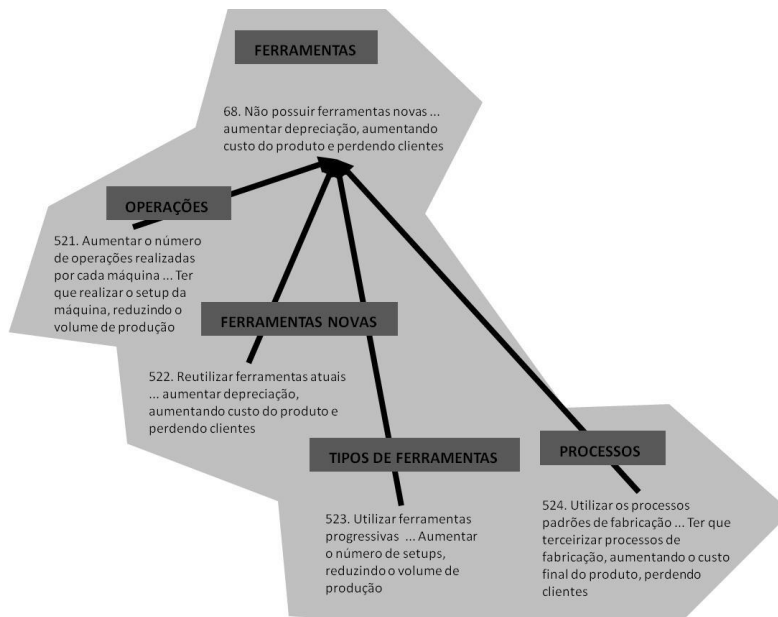 FERRAMENTAS
68. Não possuir ferramentas novas ...
aumentar depreciação, aumentando
custo do produto e perdendo clientes
OPERAÇÕES
521. Aumentar o número
de operações realizadas
por cada máquina ... Ter
que realizar o setup da
máquina, reduzindo o
volume de produção
FERRAMENTAS NOVAS
522. Reutilizar ferramentas atuais
... aumentar depreciação,
aumentando custo do produto e
perdendo clientes
TIPOS DE FERRAMENTAS
523. Utilizar ferramentas
progressivas ... Aumentar
o número de setups,
reduzindo o volume de
produção
PROCESSOS
524. Utilizar os processos
padrões de fabricação ... Ter que
terceirizar processos de
fabricação, aumentando o custo
final do produto, perdendo
clientes